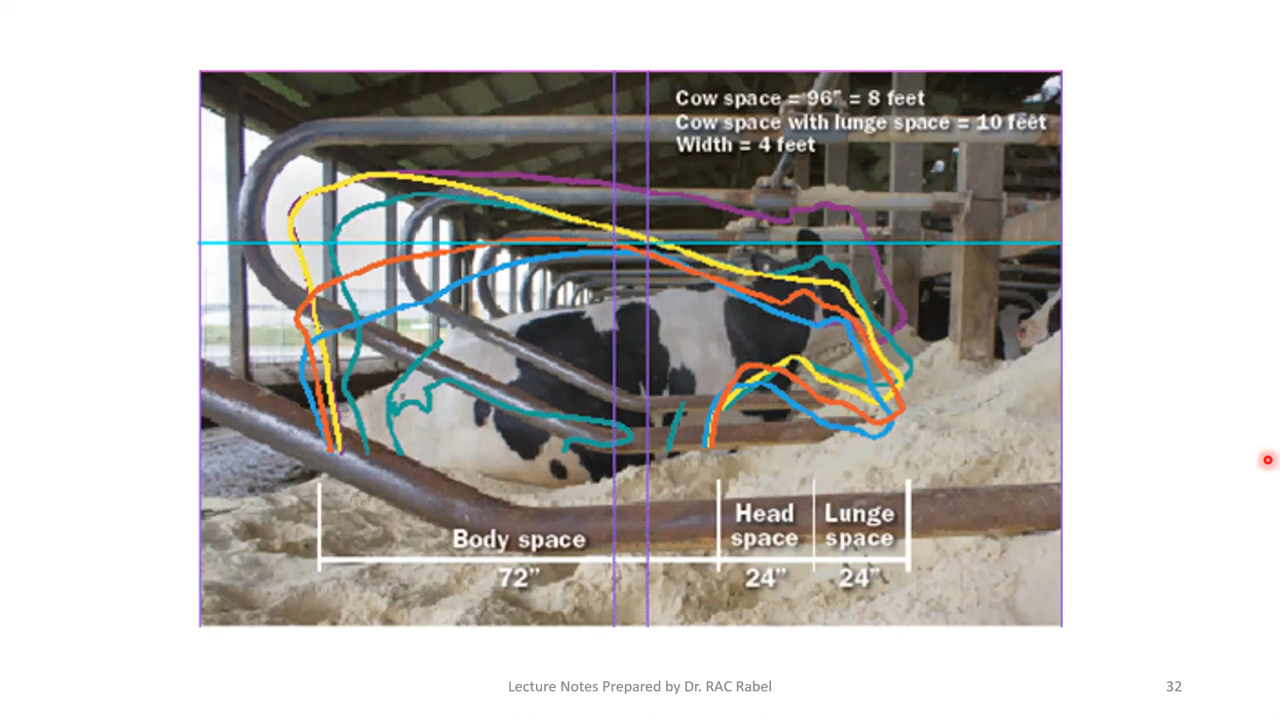 Cow space = 96" = 8 feet
Cow space with lunge space = 10 feet
Width = 4 feet
Head space
Lunge space
Body space
72”
24”
24”
Lecture Notes Prepared by Dr. RAC Rabel
32